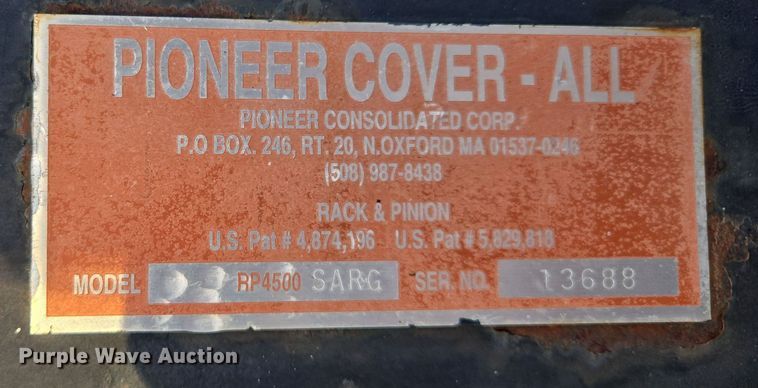 PIONEER COVER - ALL
PIONEER CONSOLIDATED CORP.
P.O BOX. 246, RT. 20, N.OXFORD MA 01537-0246
(508) 987-8438
RACK & PINION
U.S. Pat # 4,874,196 U.S. Pat # 5,829,818
MODEL RP4500 SARG SER. NO. 13688
Purple Wave Auction